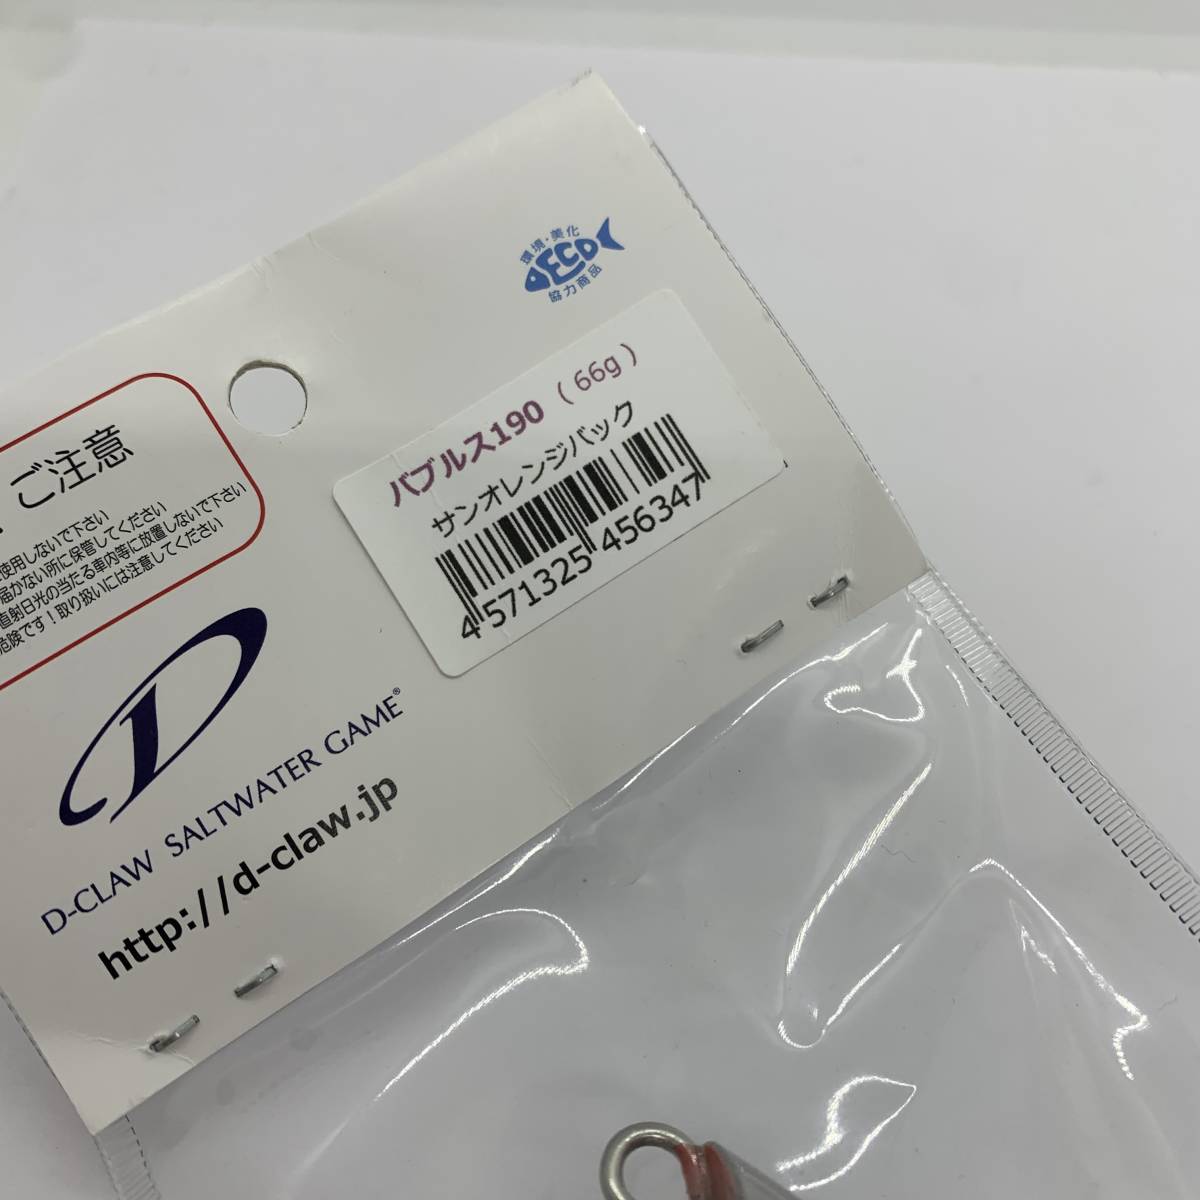 環境・美化
DECO
協力商品
バブルス190 (66g)
サンオレンジバック
4 571325 456347
ご注意
使用しないで下さい
届かない所に保管してください
直射日光の当たる車内等に放置しないで下さい
危険です!取り扱いには注意してください
D-CLAW SALTWATER GAME®
http://d-claw.jp